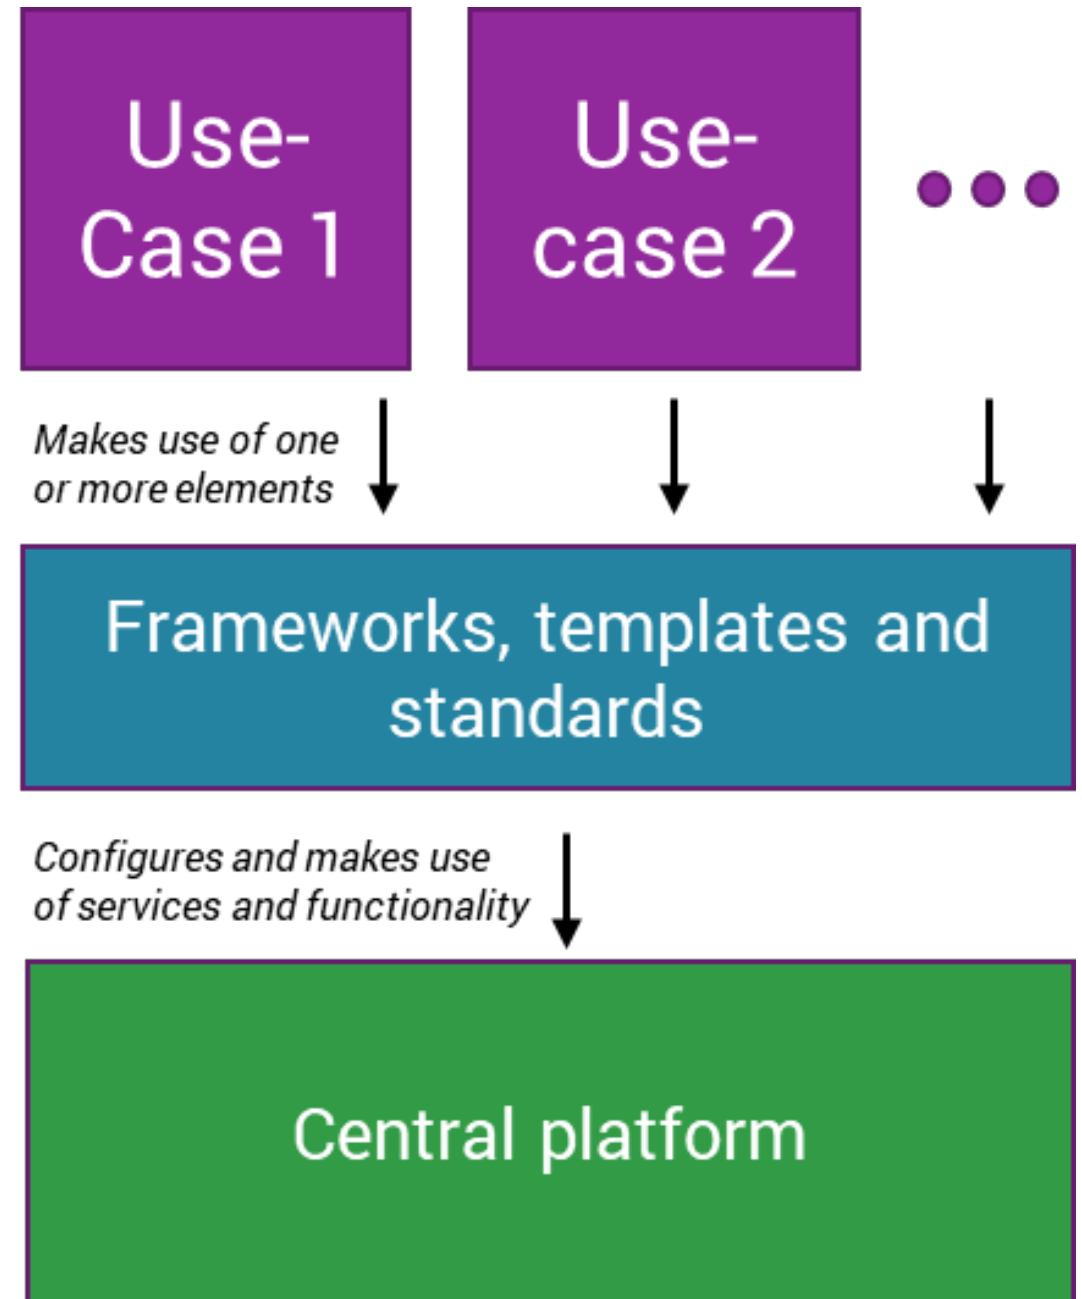 Use-
Case 1
Use-
case 2
Makes use of one
or more elements
Frameworks, templates and
standards
Configures and makes use
of services and functionality
Central platform